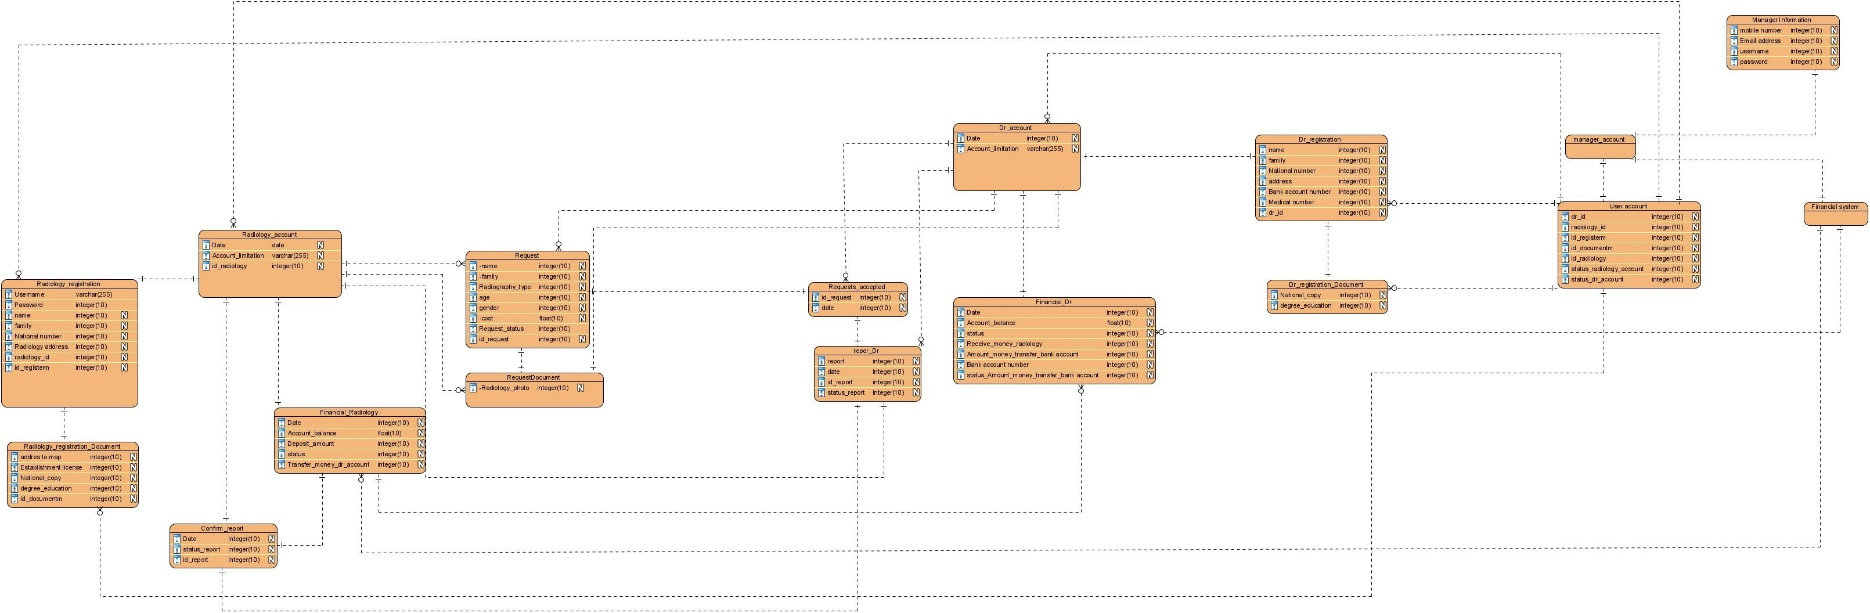 Manager Information
mobile number integer(10)
Email address integer(10)
username integer(10)
password integer(10)
Dr_account
Date integer(10)
Account_limitation varchar(255)
Dr_registration
name integer(10)
family integer(10)
National number integer(10)
address integer(10)
Bank account number integer(10)
Medical number integer(10)
dr_id integer(10)
manager_account
User account
dr_id integer(10)
radiology_id integer(10)
id_registerm integer(10)
id_documentm integer(10)
id_radiology integer(10)
status_radiology_account integer(10)
status_dr_account integer(10)
Financial system
Radiology_account
Date date
Account_limitation varchar(255)
id_radiology integer(10)
Request
-name integer(10)
-family integer(10)
Radiography_type integer(10)
age integer(10)
gender integer(10)
-cost float(10)
Request_status integer(10)
id_request integer(10)
Radiology_registration
Username varchar(255)
Password integer(10)
name integer(10)
family integer(10)
National number integer(10)
Radiology address integer(10)
radiology_id integer(10)
id_registerm integer(10)
Requests_accepted
id_request integer(10)
date integer(10)
Dr_registration_Document
National_copy integer(10)
degree_education integer(10)
Financial_Dr
Date integer(10)
Account_balance float(10)
status integer(10)
Receive_money_radiology integer(10)
Amount_money_transfer_bank account integer(10)
Bank account number integer(10)
status_Amount_money_transfer_bank account integer(10)
repor_Dr
report integer(10)
date integer(10)
id_report integer(10)
status_report integer(10)
RequestDocument
-Radiology_photo integer(10)
Financial_Radiology
Date integer(10)
Account_balance float(10)
Deposit_amount integer(10)
status integer(10)
Transfer_money_dr_account integer(10)
Radiology_registration_Document
addres to map integer(10)
Establishment license integer(10)
National_copy integer(10)
degree_education integer(10)
id_documentm integer(10)
Confirm_report
Date integer(10)
status_report integer(10)
id_report integer(10)